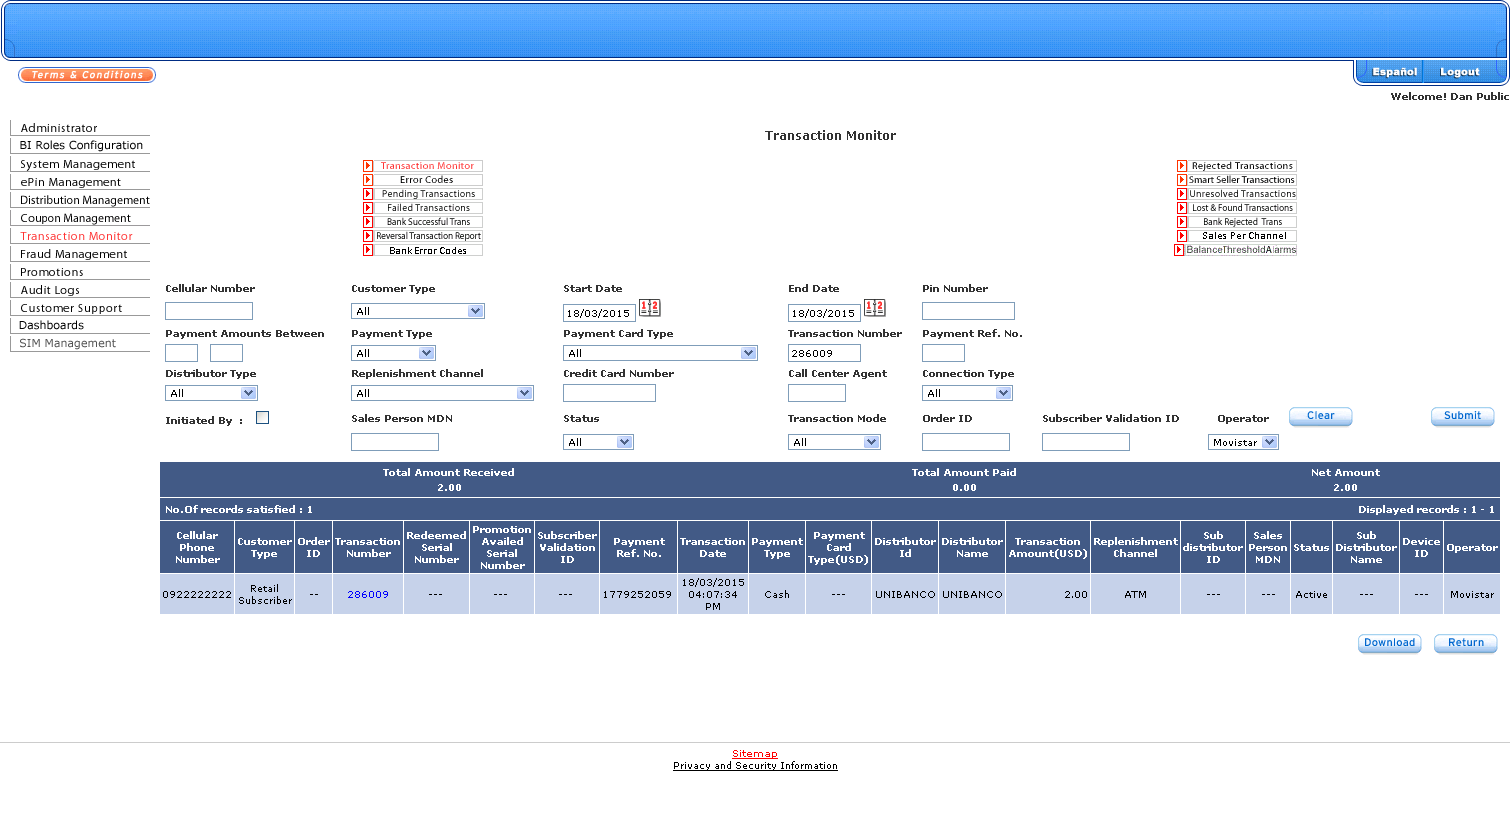 Terms & Conditions
Español Logout
Welcome! Dan Public
Administrator
BI Roles Configuration
System Management
ePin Management
Distribution Management
Coupon Management
Transaction Monitor
Fraud Management
Promotions
Audit Logs
Customer Support
Dashboards
SIM Management
Transaction Monitor
Transaction Monitor
Error Codes
Pending Transactions
Failed Transactions
Bank Successful Trans
Reversal Transaction Report
Bank Error Codes
Rejected Transactions
Smart Seller Transactions
Unresolved Transactions
Lost & Found Transactions
Bank Rejected Trans
Sales Per Channel
BalanceThresholdAlarms
Cellular Number Customer Type Start Date End Date Pin Number
All 18/03/2015 12 18/03/2015 12
Payment Amounts Between Payment Type Payment Card Type Transaction Number Payment Ref. No.
All All 286009
Distributor Type Replenishment Channel Credit Card Number Call Center Agent Connection Type
All All All
Initiated By : Sales Person MDN Status Transaction Mode Order ID Subscriber Validation ID Operator Clear Submit
All All Movistar
Total Amount Received Total Amount Paid Net Amount
2.00 0.00 2.00
No.Of records satisfied : 1 Displayed records : 1 - 1
Cellular Phone Number
Customer Type
Order ID
Transaction Number
Redeemed Serial Number
Promotion Availed Serial Number
Subscriber Validation ID
Payment Ref. No.
Transaction Date
Payment Type
Payment Card Type(USD)
Distributor Id
Distributor Name
Transaction Amount(USD)
Replenishment Channel
Sub distributor ID
Sales Person MDN
Status
Sub Distributor Name
Device ID
Operator
0922222222 Retail Subscriber -- 286009 --- --- --- 1779252059 18/03/2015 04:07:34 PM Cash --- UNIBANCO UNIBANCO 2.00 ATM --- --- Active --- --- Movistar
Download Return
Sitemap
Privacy and Security Information